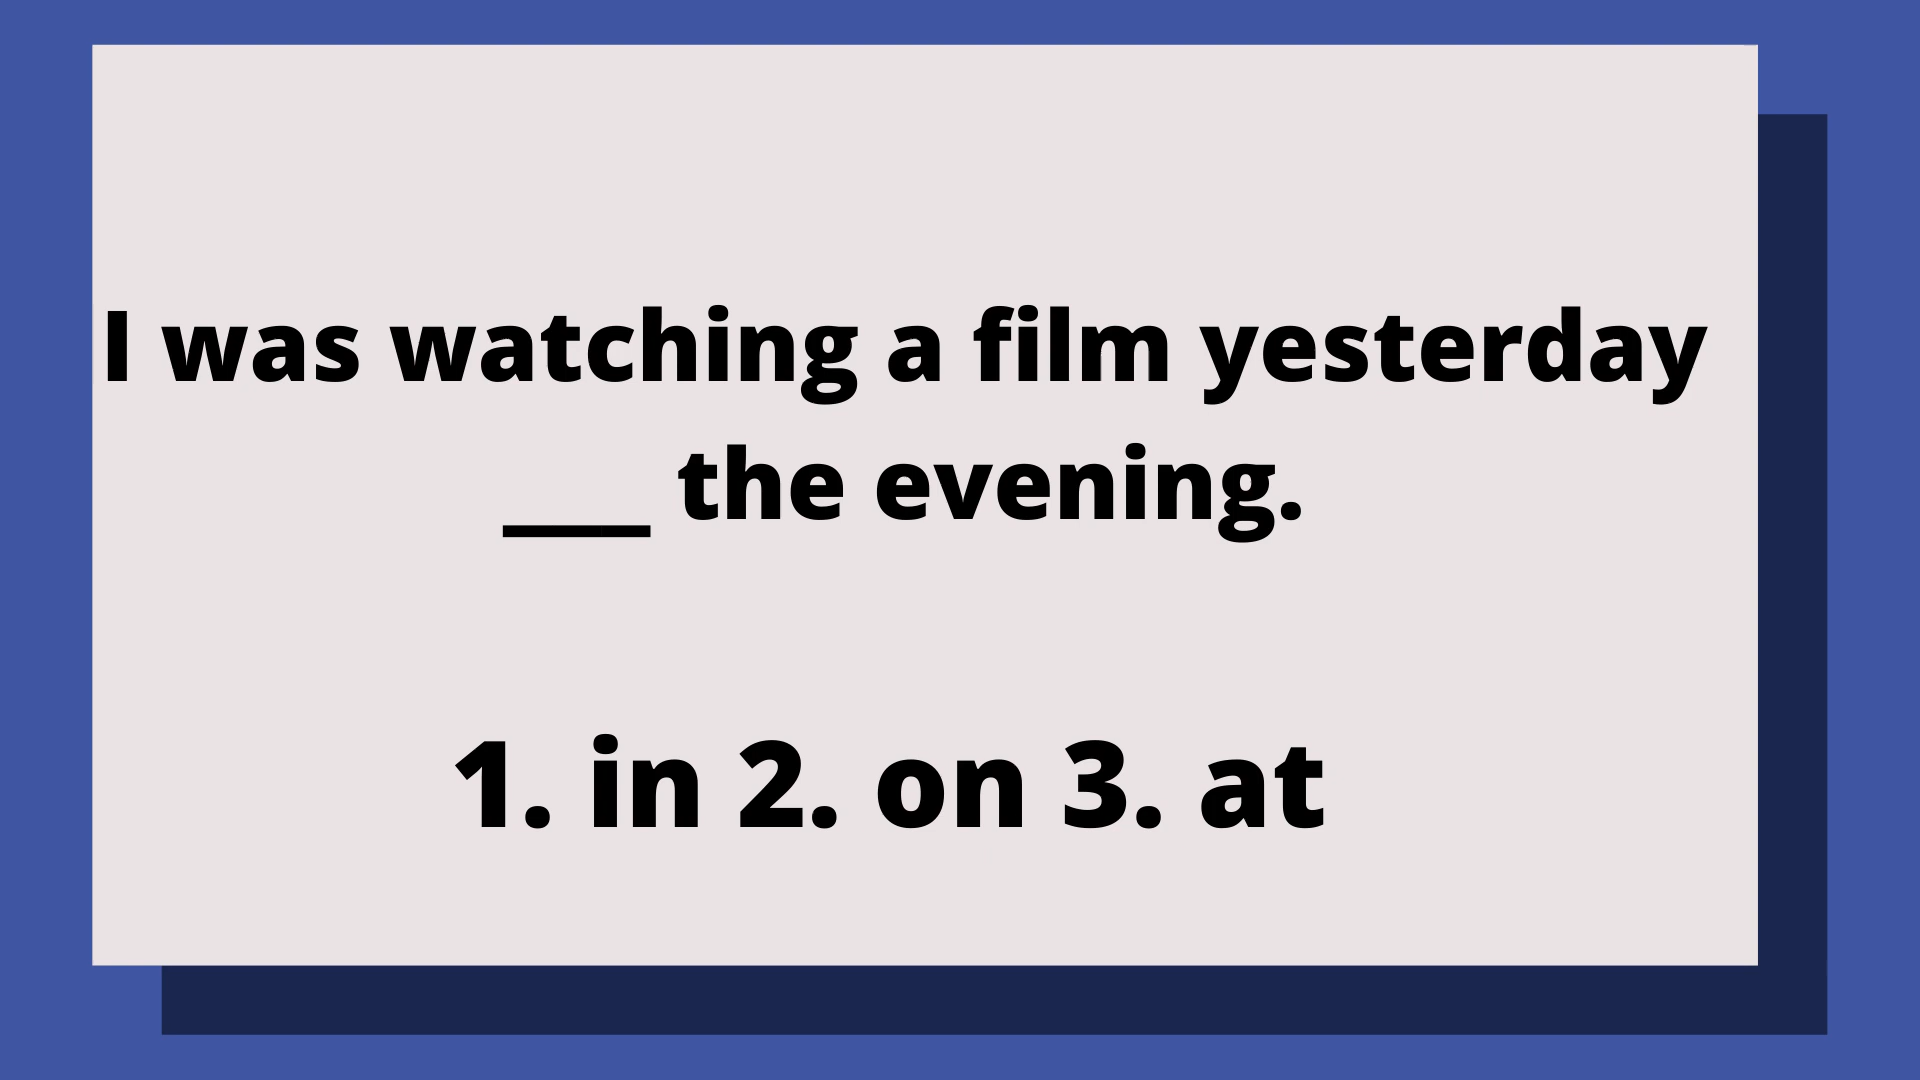 I was watching a film yesterday
___ the evening.
1. in 2. on 3. at